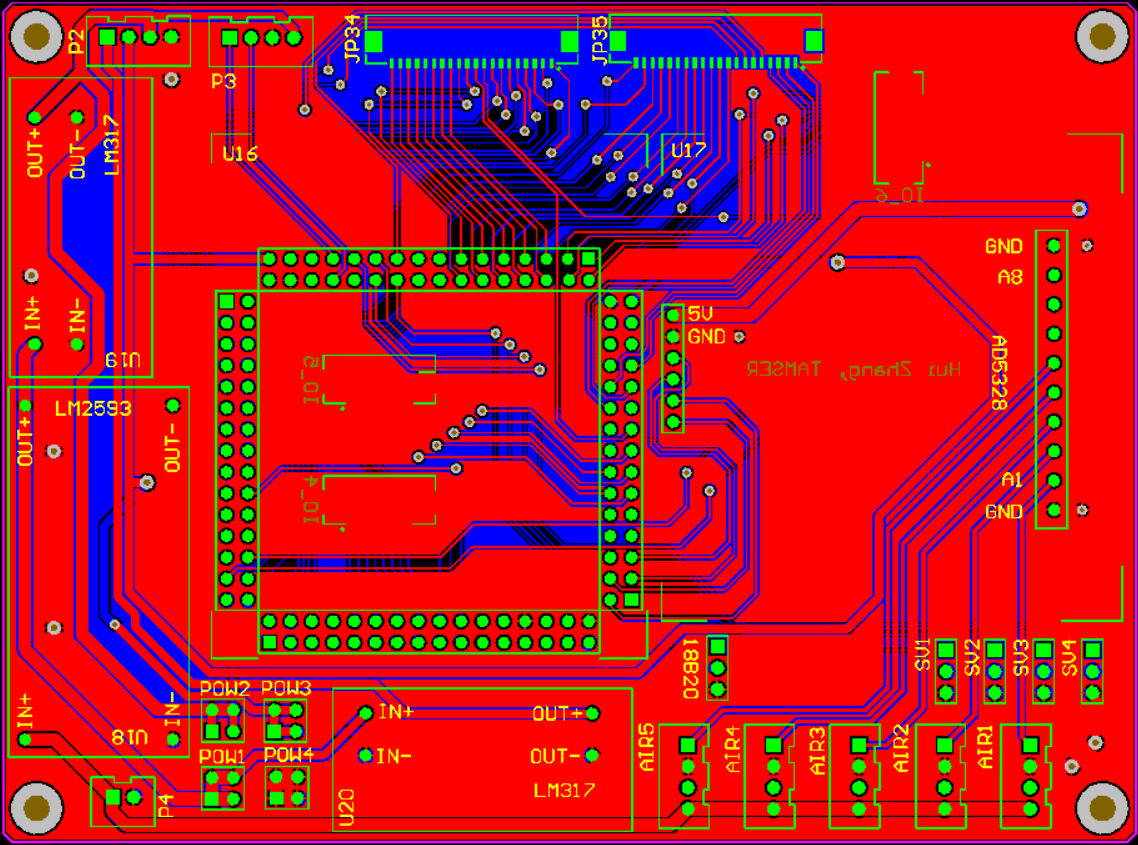 P2
P3
JP34
JP35
OUT+
OUT-
LM317
U16
U17
IO_6
GND
A8
IN+
IN-
U19
5V
GND
IO_5
Hui Zhang, TAMSER
AD5328
LM2593
OUT+
OUT-
IO_4
A1
GND
18B20
SV1
SV2
SV3
SV4
IN+
IN-
U18
POW2
POW3
POW1
POW4
IN+
OUT+
IN-
OUT-
LM317
U20
P4
AIR5
AIR4
AIR3
AIR2
AIR1